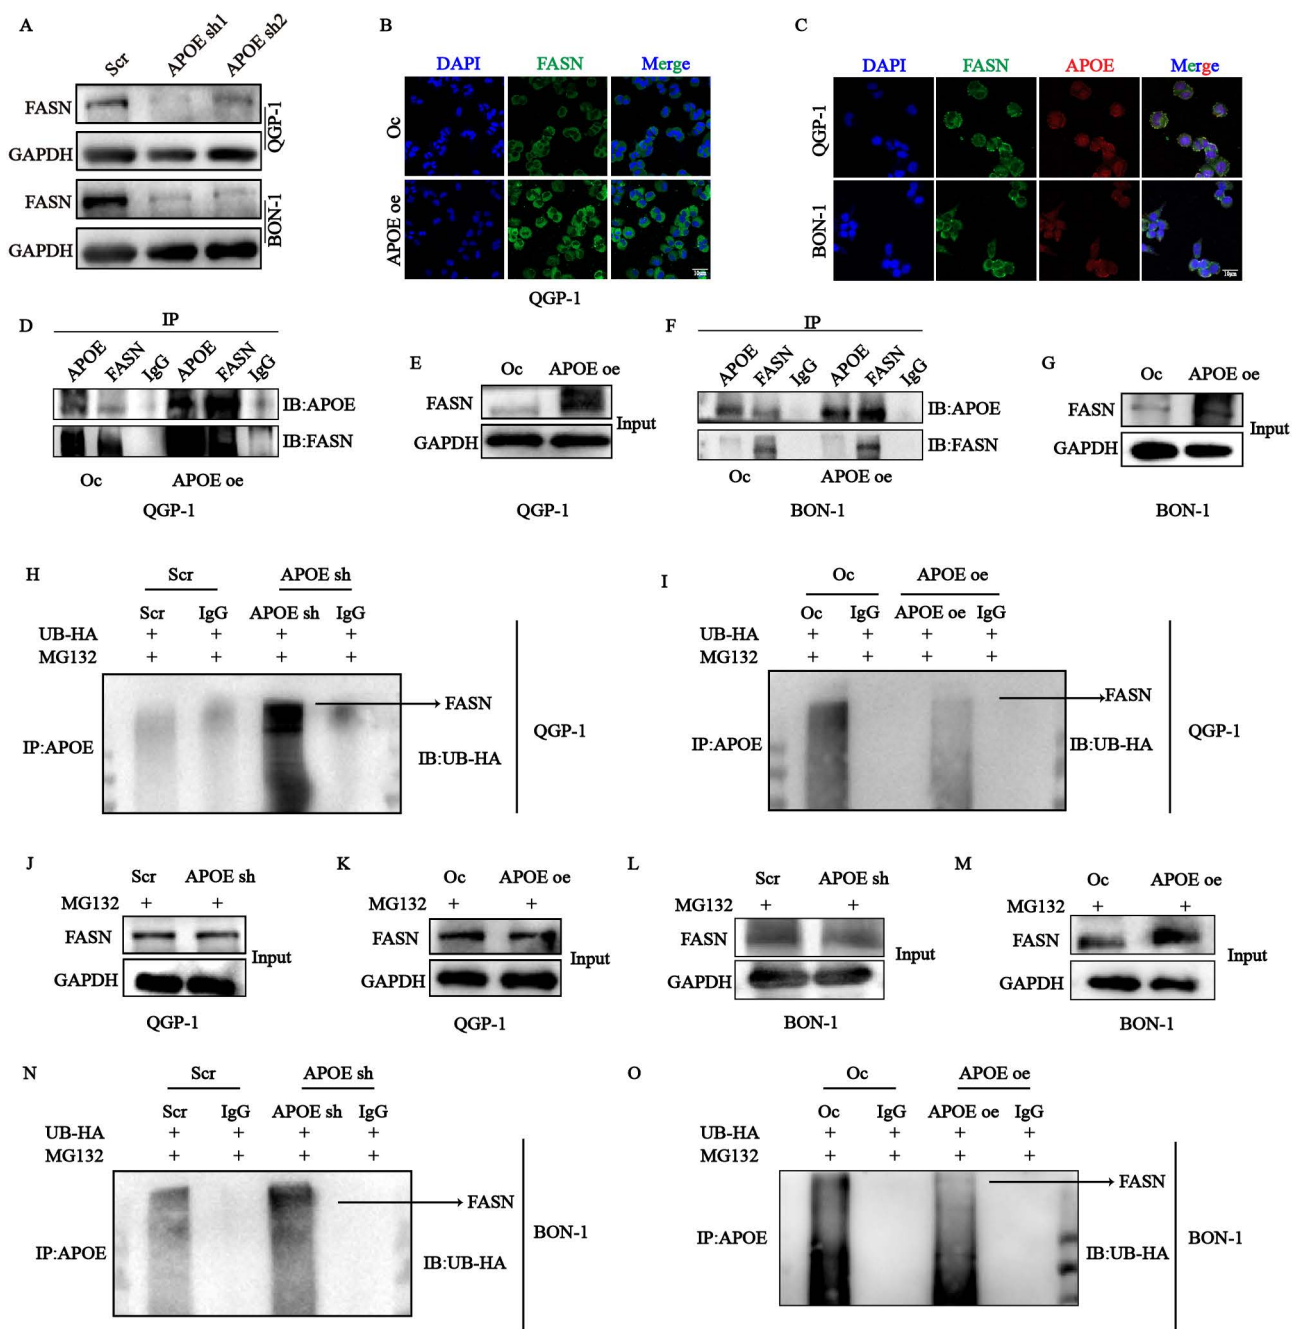 A
Scr
APOE sh1
APOE sh2
FASN
GAPDH
QGP-1
FASN
GAPDH
BON-1
B
DAPI
FASN
Merge
Oc
APOE oe
10μm
QGP-1
C
DAPI
FASN
APOE
Merge
QGP-1
BON-1
10μm
D
IP
APOE
FASN
IgG
APOE
FASN
IgG
IB:APOE
IB:FASN
Oc
APOE oe
QGP-1
E
Oc
APOE oe
FASN
GAPDH
Input
QGP-1
F
IP
APOE
FASN
IgG
APOE
FASN
IgG
IB:APOE
IB:FASN
Oc
APOE oe
BON-1
G
Oc
APOE oe
FASN
GAPDH
Input
BON-1
H
Scr
APOE sh
Scr
IgG
APOE sh
IgG
UB-HA
+
+
+
+
MG132
+
+
+
+
FASN
IP:APOE
IB:UB-HA
QGP-1
I
Oc
APOE oe
Oc
IgG
APOE oe
IgG
UB-HA
+
+
+
+
MG132
+
+
+
+
FASN
IP:APOE
IB:UB-HA
QGP-1
J
Scr
APOE sh
MG132
+
+
FASN
GAPDH
Input
QGP-1
K
Oc
APOE oe
MG132
+
+
FASN
GAPDH
Input
QGP-1
L
Scr
APOE sh
MG132
+
+
FASN
GAPDH
Input
BON-1
M
Oc
APOE oe
MG132
+
+
FASN
GAPDH
Input
BON-1
N
Scr
APOE sh
Scr
IgG
APOE sh
IgG
UB-HA
+
+
+
+
MG132
+
+
+
+
FASN
IP:APOE
IB:UB-HA
BON-1
O
Oc
APOE oe
Oc
IgG
APOE oe
IgG
UB-HA
+
+
+
+
MG132
+
+
+
+
FASN
IP:APOE
IB:UB-HA
BON-1